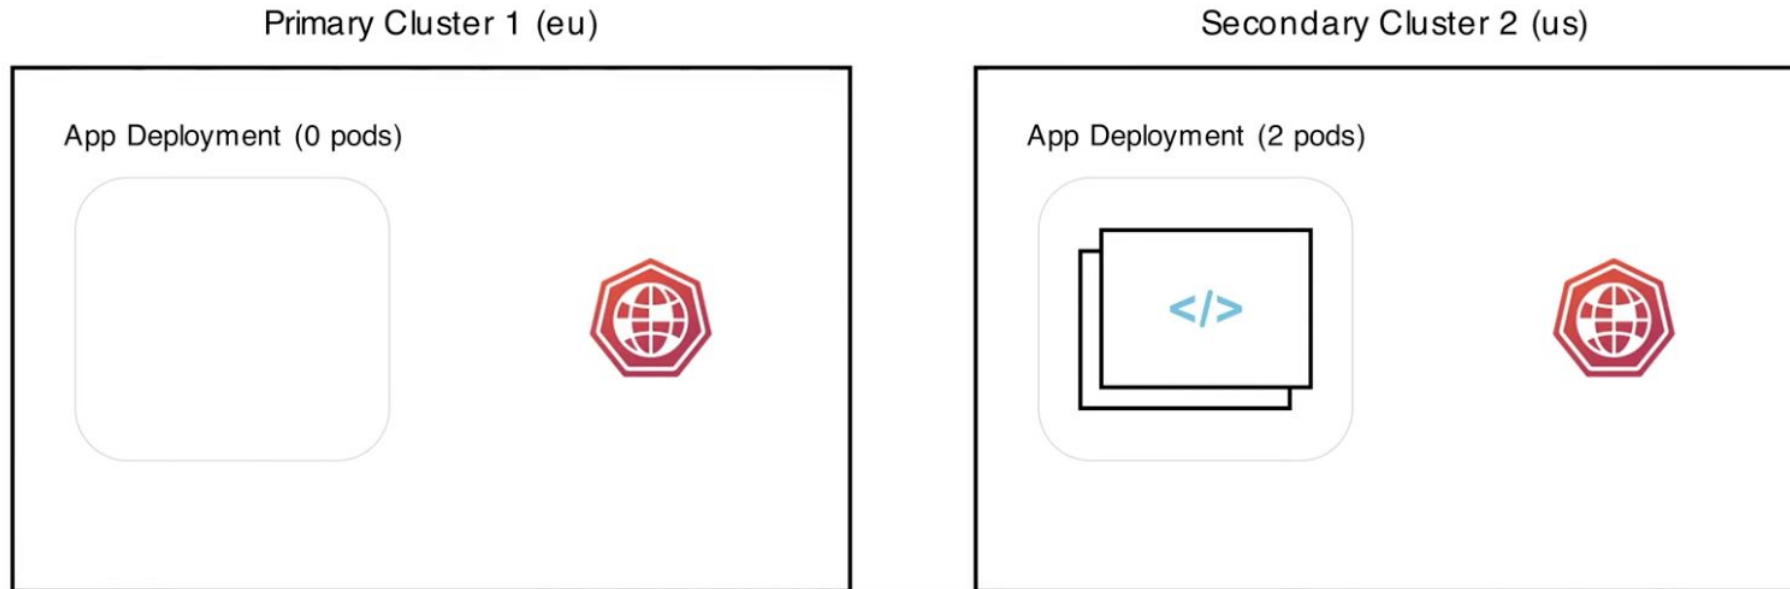 Primary Cluster 1 (eu)
Secondary Cluster 2 (us)
App Deployment (0 pods)
App Deployment (2 pods)
</>